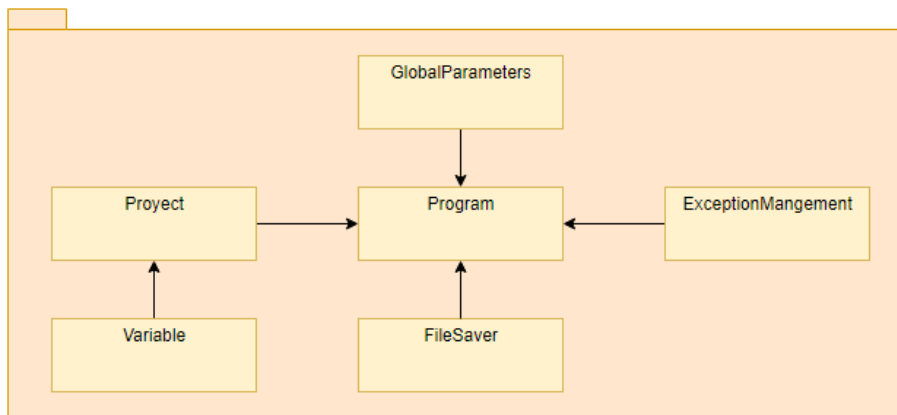 GlobalParameters
Proyect
Program
ExceptionMangement
Variable
FileSaver